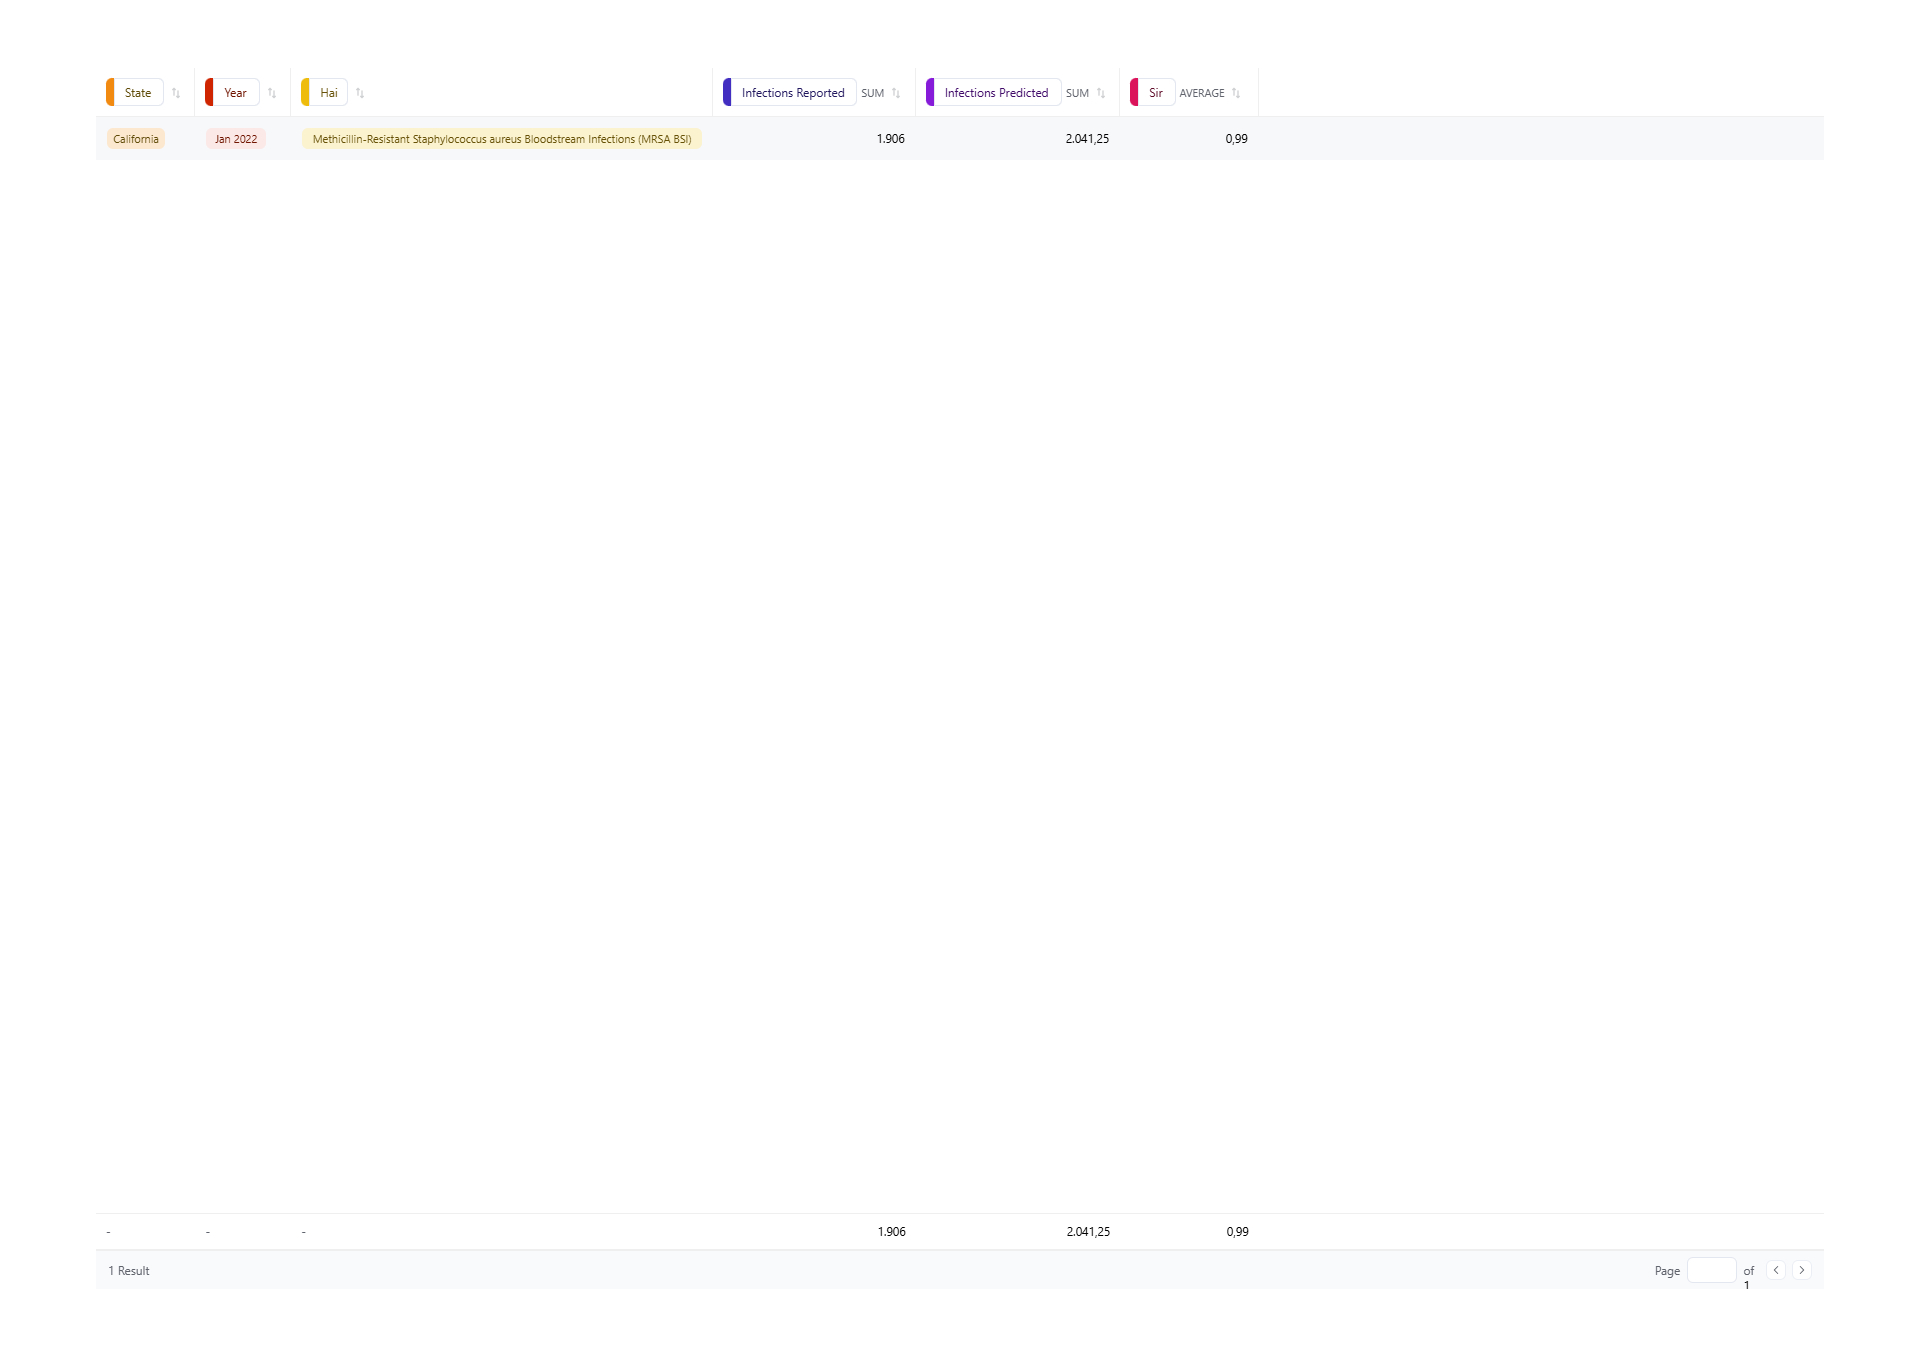 State Year Hai Infections Reported SUM Infections Predicted SUM Sir AVERAGE
California Jan 2022 Methicillin-Resistant Staphylococcus aureus Bloodstream Infections (MRSA BSI) 1.906 2.041,25 0,99
- - - 1.906 2.041,25 0,99
1 Result Page of
1